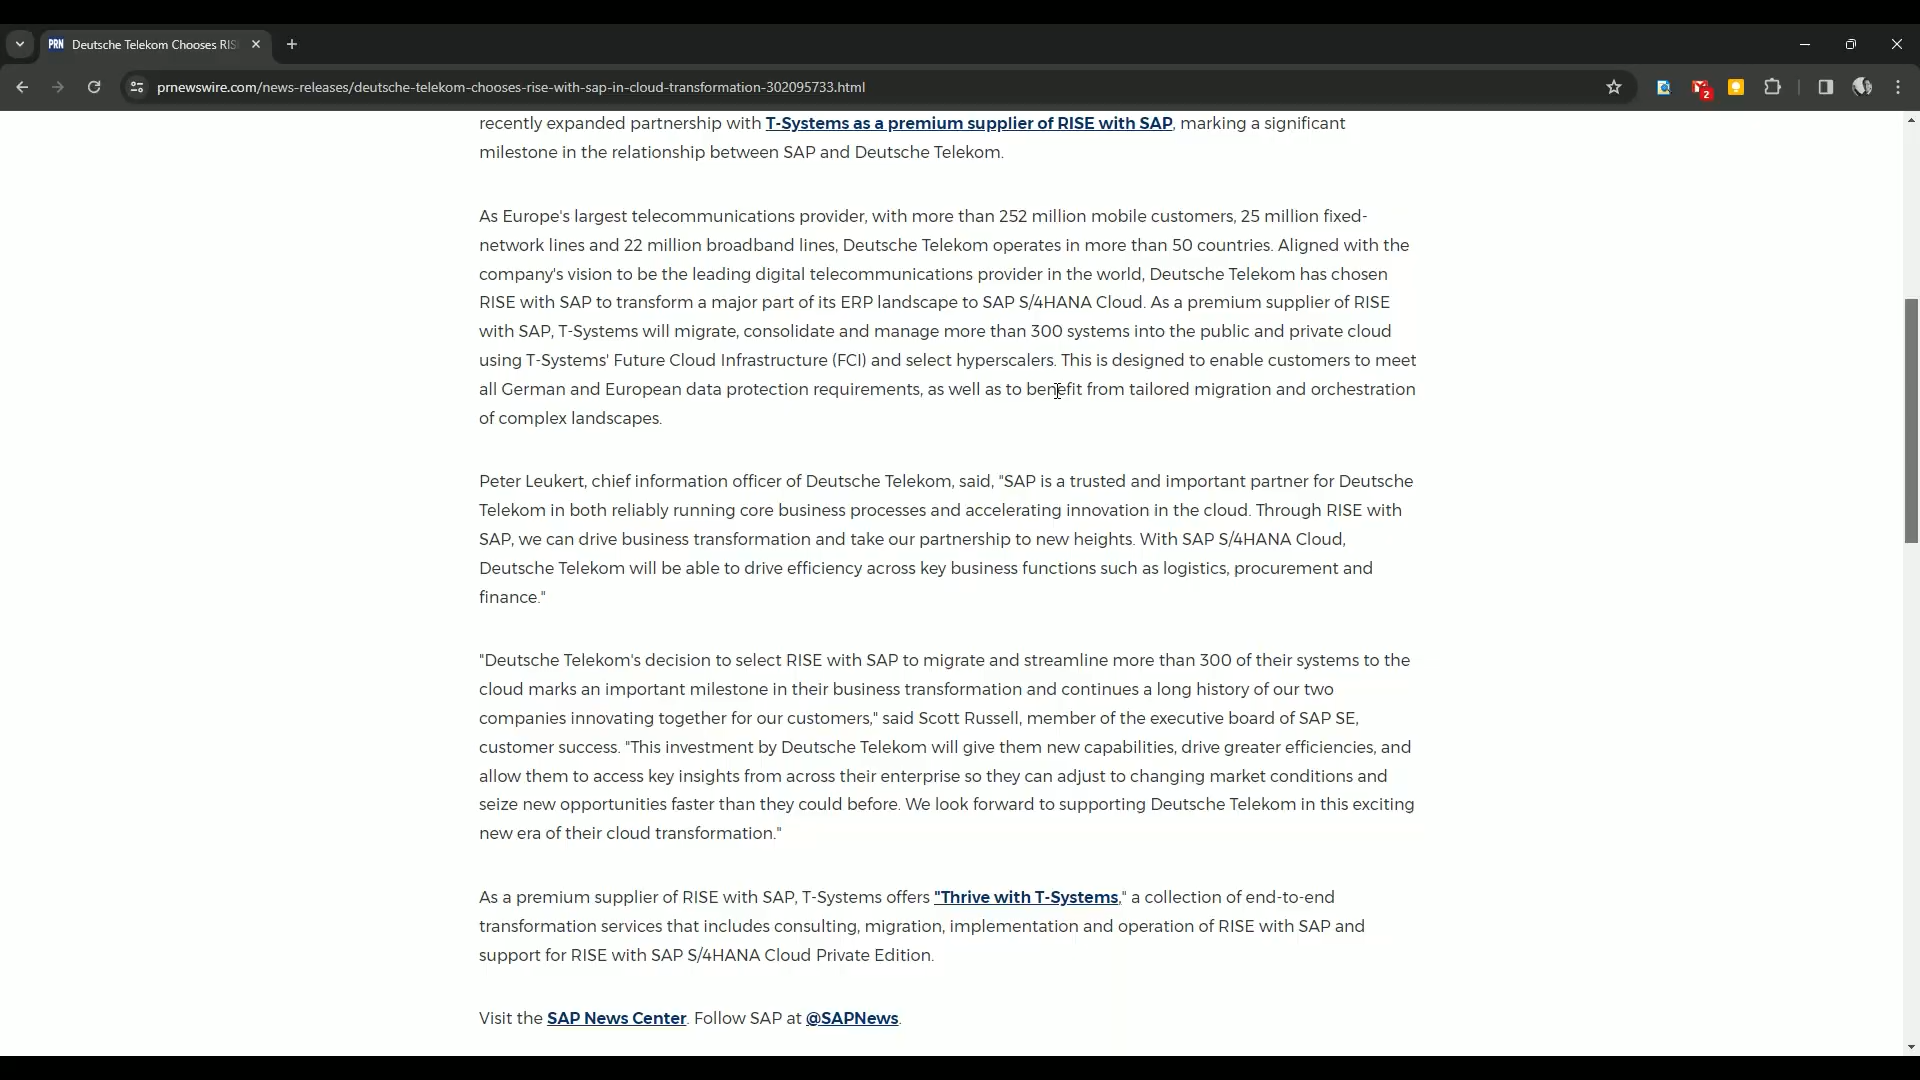 PRN Deutsche Telekom Chooses RIS
prnewswire.com/news-releases/deutsche-telekom-chooses-rise-with-sap-in-cloud-transformation-302095733.html
2
recently expanded partnership with T-Systems as a premium supplier of RISE with SAP, marking a significant
milestone in the relationship between SAP and Deutsche Telekom.
As Europe's largest telecommunications provider, with more than 252 million mobile customers, 25 million fixed-
network lines and 22 million broadband lines, Deutsche Telekom operates in more than 50 countries. Aligned with the
company's vision to be the leading digital telecommunications provider in the world, Deutsche Telekom has chosen
RISE with SAP to transform a major part of its ERP landscape to SAP S/4HANA Cloud. As a premium supplier of RISE
with SAP, T-Systems will migrate, consolidate and manage more than 300 systems into the public and private cloud
using T-Systems' Future Cloud Infrastructure (FCI) and select hyperscalers. This is designed to enable customers to meet
all German and European data protection requirements, as well as to benefit from tailored migration and orchestration
of complex landscapes.
Peter Leukert, chief information officer of Deutsche Telekom, said, "SAP is a trusted and important partner for Deutsche
Telekom in both reliably running core business processes and accelerating innovation in the cloud. Through RISE with
SAP, we can drive business transformation and take our partnership to new heights. With SAP S/4HANA Cloud,
Deutsche Telekom will be able to drive efficiency across key business functions such as logistics, procurement and
finance."
"Deutsche Telekom's decision to select RISE with SAP to migrate and streamline more than 300 of their systems to the
cloud marks an important milestone in their business transformation and continues a long history of our two
companies innovating together for our customers," said Scott Russell, member of the executive board of SAP SE,
customer success. "This investment by Deutsche Telekom will give them new capabilities, drive greater efficiencies, and
allow them to access key insights from across their enterprise so they can adjust to changing market conditions and
seize new opportunities faster than they could before. We look forward to supporting Deutsche Telekom in this exciting
new era of their cloud transformation."
As a premium supplier of RISE with SAP, T-Systems offers "Thrive with T-Systems," a collection of end-to-end
transformation services that includes consulting, migration, implementation and operation of RISE with SAP and
support for RISE with SAP S/4HANA Cloud Private Edition.
Visit the SAP News Center. Follow SAP at @SAPNews.